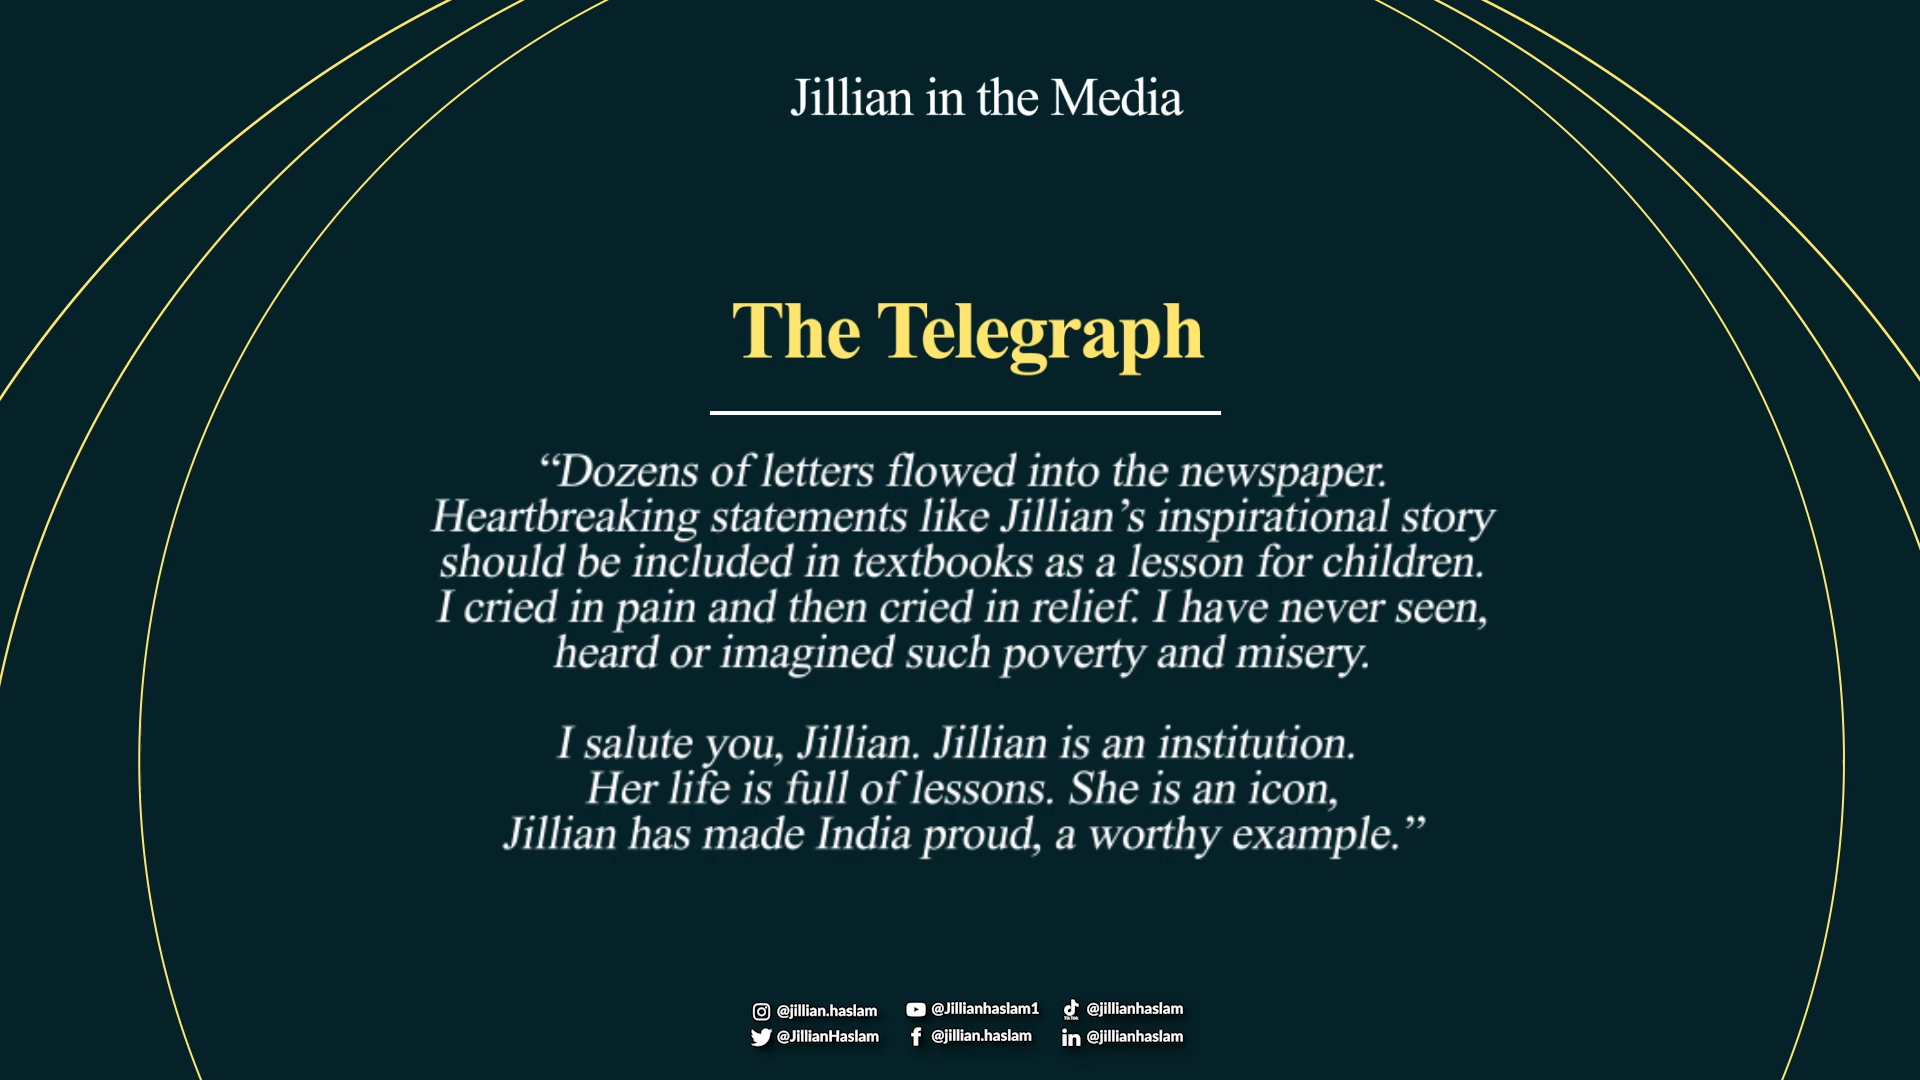 Jillian in the Media
The Telegraph
“Dozens of letters flowed into the newspaper.
Heartbreaking statements like Jillian’s inspirational story
should be included in textbooks as a lesson for children.
I cried in pain and then cried in relief. I have never seen,
heard or imagined such poverty and misery.
I salute you, Jillian. Jillian is an institution.
Her life is full of lessons. She is an icon,
Jillian has made India proud, a worthy example.”
@jillian.haslam @Jillianhaslam1 TikTok @jillianhaslam
@JillianHaslam @jillian.haslam @jillianhaslam